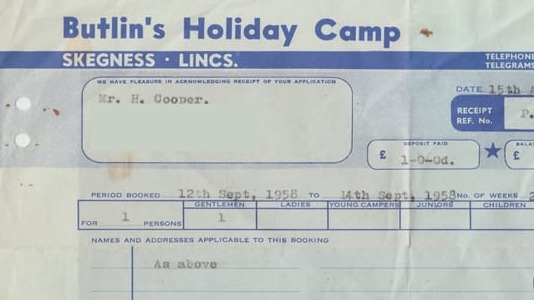 Butlin's Holiday Camp
SKEGNESS · LINCS.
TELEPHONE
TELEGRAMS
WE HAVE PLEASURE IN ACKNOWLEDGING RECEIPT OF YOUR APPLICATION
Mr. H. Cooper.
DATE 15th A
RECEIPT REF. No. P.
DEPOSIT PAID
£ 1-0-0d. £
PERIOD BOOKED 12th Sept, 1958 TO 14th Sept, 1958 No. OF WEEKS
GENTLEMEN LADIES YOUNG CAMPERS JUNIORS CHILDREN
FOR 1 PERSONS 1
NAMES AND ADDRESSES APPLICABLE TO THIS BOOKING
As above